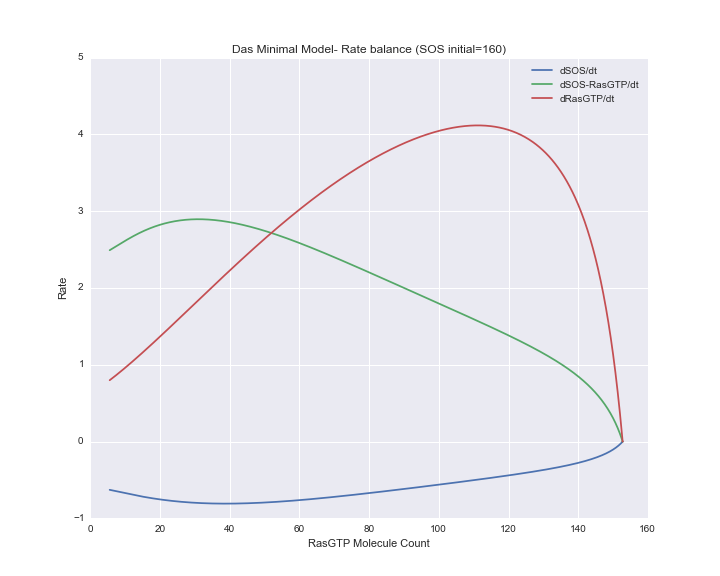 Das Minimal Model- Rate balance (SOS initial=160)
5
4
3
2
1
0
−1
Rate
dSOS/dt
dSOS-RasGTP/dt
dRasGTP/dt
0 20 40 60 80 100 120 140 160
RasGTP Molecule Count